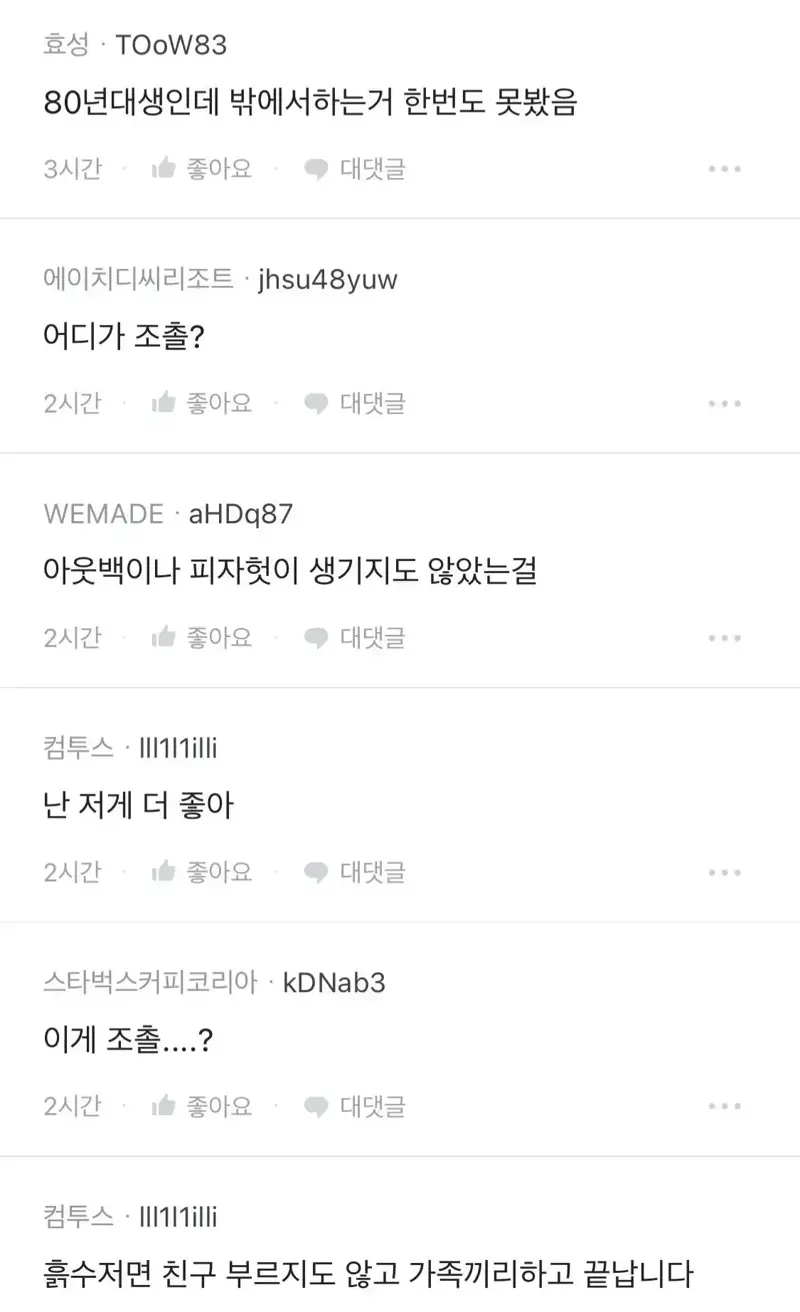 효성 · TOoW83
80년대생인데 밖에서하는거 한번도 못봤음
3시간 · 좋아요 · 대댓글
에이치디씨리조트 · jhsu48yuw
어디가 조촐?
2시간 · 좋아요 · 대댓글
WEMADE · aHDq87
아웃백이나 피자헛이 생기지도 않았는걸
2시간 · 좋아요 · 대댓글
컴투스 · lll1l1illi
난 저게 더 좋아
2시간 · 좋아요 · 대댓글
스타벅스커피코리아 · kDNab3
이게 조촐....?
2시간 · 좋아요 · 대댓글
컴투스 · lll1l1illi
흙수저면 친구 부르지도 않고 가족끼리하고 끝납니다